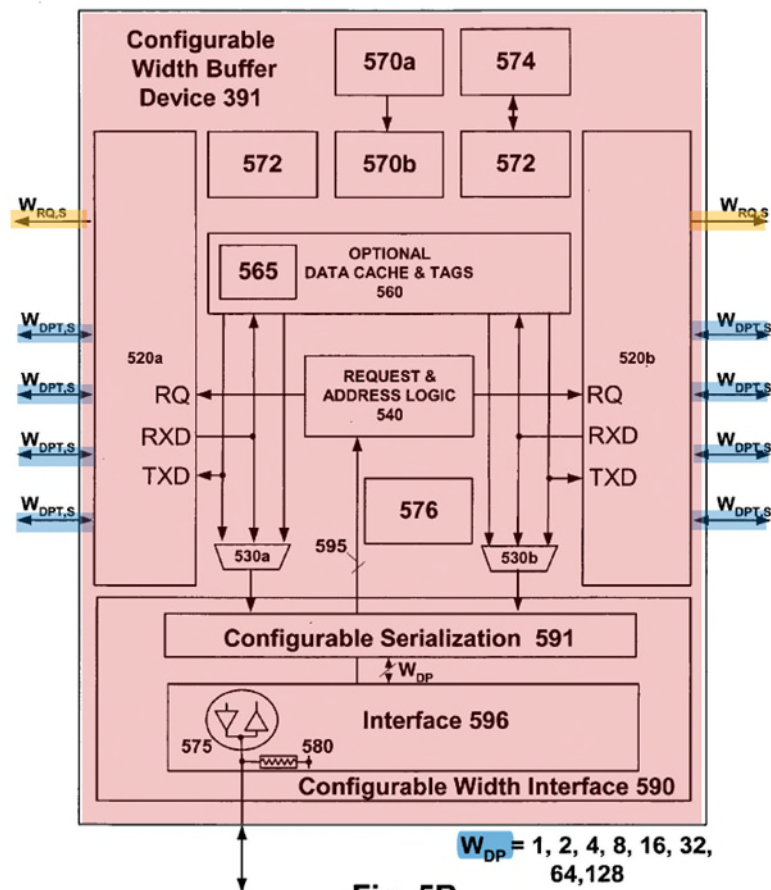 Configurable
Width Buffer
Device 391
570a
574
572
570b
572
W_RQ,S
W_RQ,S
OPTIONAL
565
DATA CACHE & TAGS
560
W_DPT,S
W_DPT,S
520a
520b
W_DPT,S
W_DPT,S
REQUEST &
ADDRESS LOGIC
540
RQ
RQ
RXD
RXD
W_DPT,S
W_DPT,S
TXD
TXD
576
W_DPT,S
W_DPT,S
595
530a
530b
Configurable Serialization 591
W_DP
Interface 596
575
580
Configurable Width Interface 590
W_DP = 1, 2, 4, 8, 16, 32,
64,128